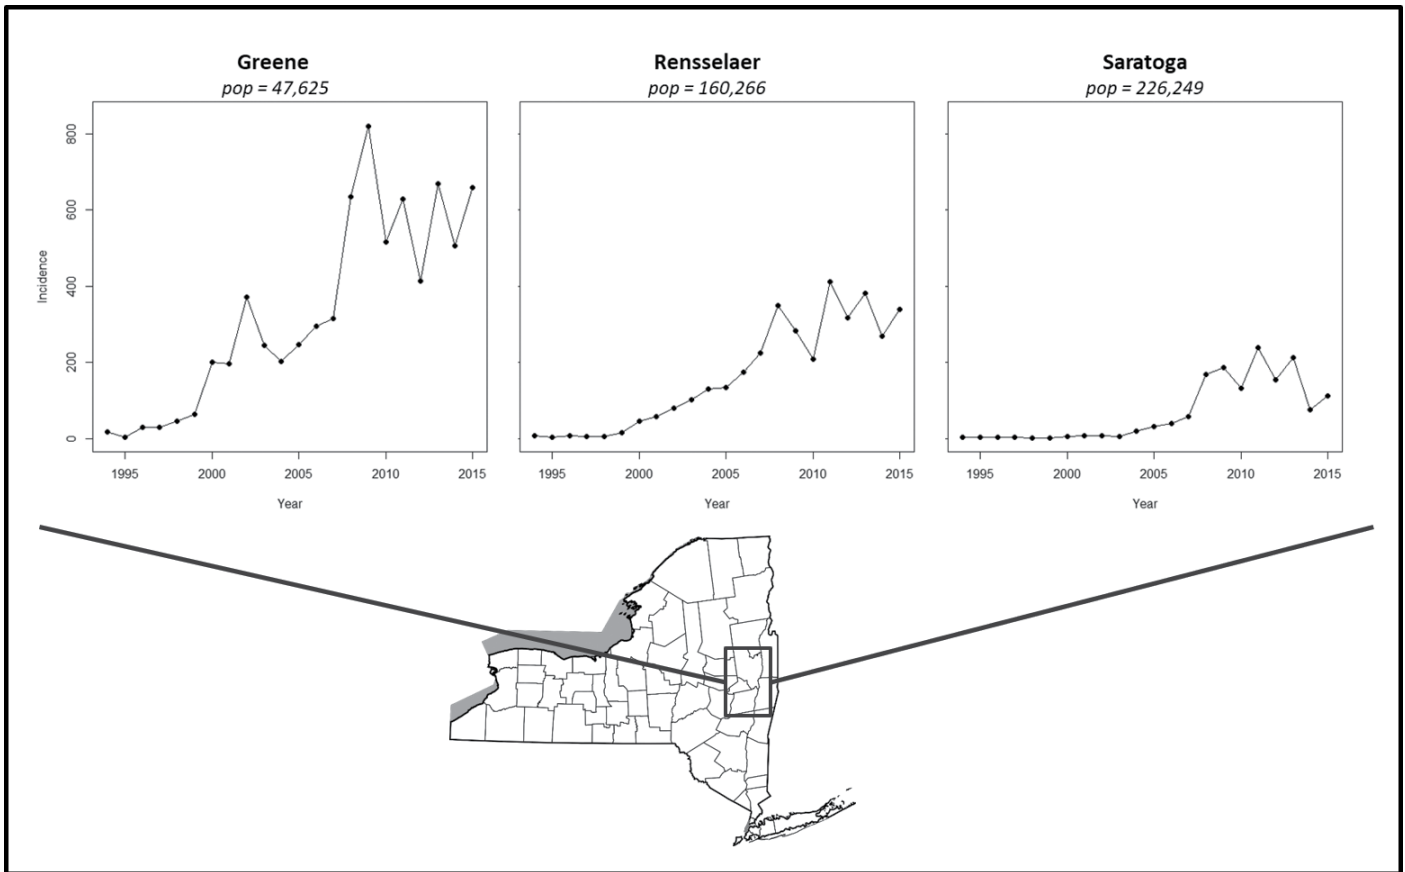 Greene
pop = 47,625
Rensselaer
pop = 160,266
Saratoga
pop = 226,249
Incidence
800
600
400
200
0
1995 2000 2005 2010 2015
Year
1995 2000 2005 2010 2015
Year
1995 2000 2005 2010 2015
Year